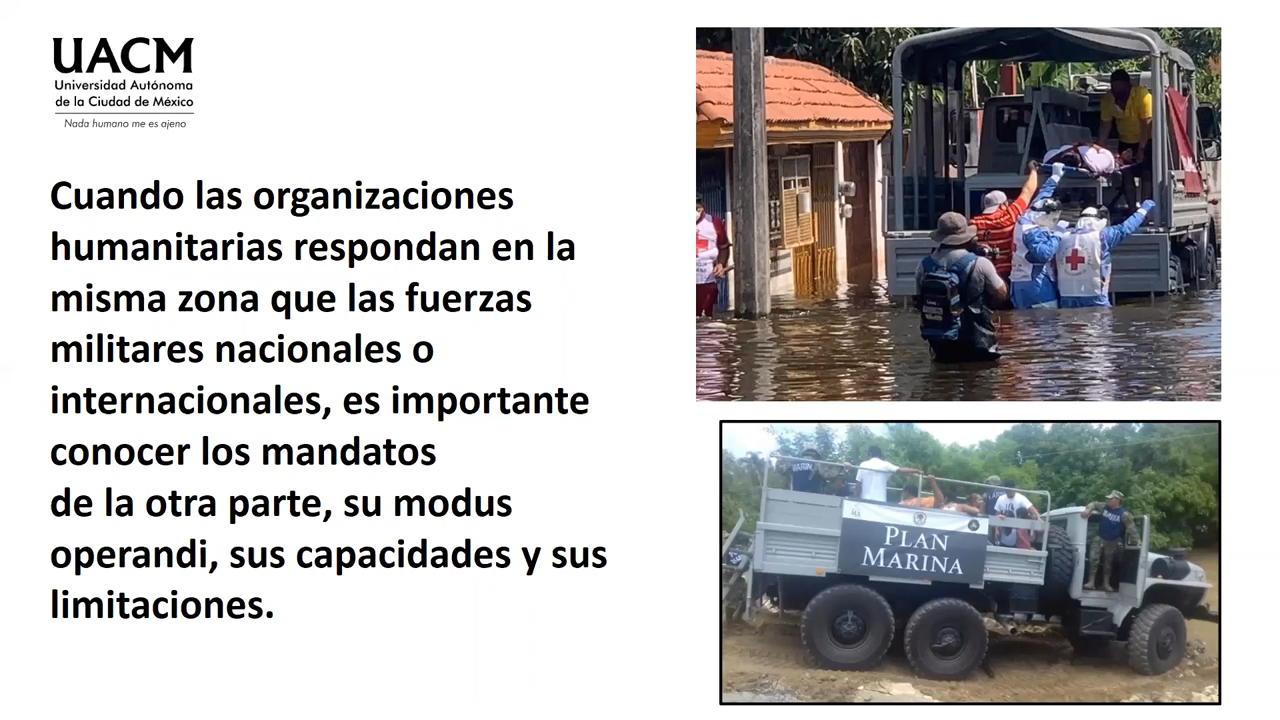 UACM
Universidad Autónoma
de la Ciudad de México
Nada humano me es ajeno
Cuando las organizaciones
humanitarias respondan en la
misma zona que las fuerzas
militares nacionales o
internacionales, es importante
conocer los mandatos
de la otra parte, su modus
operandi, sus capacidades y sus
limitaciones.
PLAN
MARINA